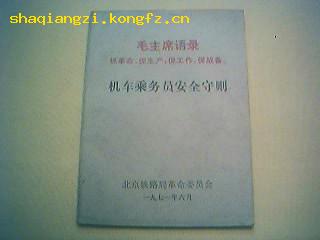 shaqiangzi.eachnet.com
毛主席语录
抓革命,促生产,促工作,促战备。
机车乘务员安全守则
北京铁路局革命委员会
一九七一年六月